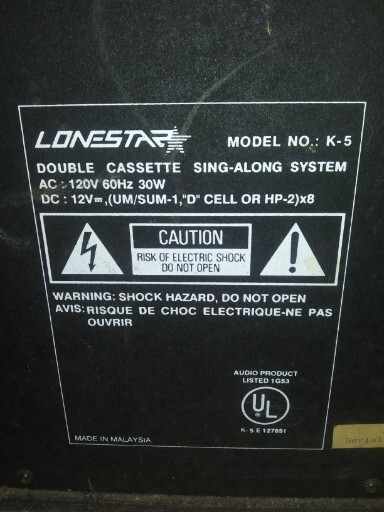 LONESTAR
MODEL NO.: K-5
DOUBLE CASSETTE SING-ALONG SYSTEM
AC : 120V 60Hz 30W
DC : 12V⎓,(UM/SUM-1,"D" CELL OR HP-2)x8
CAUTION
RISK OF ELECTRIC SHOCK
DO NOT OPEN
WARNING: SHOCK HAZARD, DO NOT OPEN
AVIS: RISQUE DE CHOC ELECTRIQUE-NE PAS
OUVRIR
AUDIO PRODUCT
LISTED 1G53
UL
K-5 E 127851
MADE IN MALAYSIA
Serial